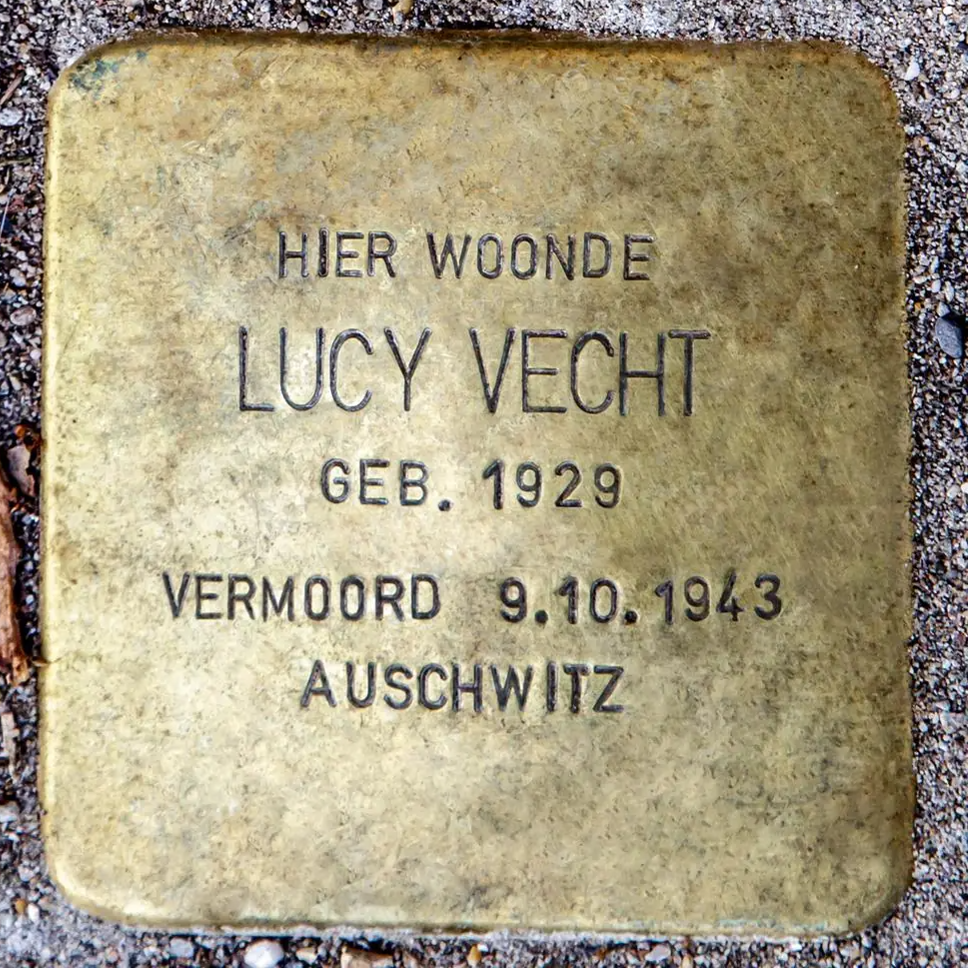 HIER WOONDE
LUCY VECHT
GEB. 1929
VERMOORD 9.10.1943
AUSCHWITZ